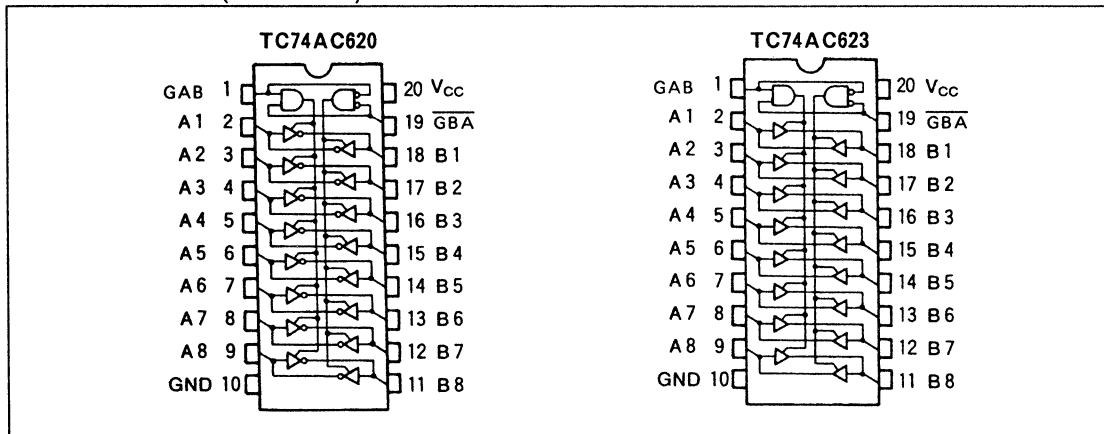 TC74AC620
GAB 1 20 VCC
A1 2 19 GBA
A2 3 18 B1
A3 4 17 B2
A4 5 16 B3
A5 6 15 B4
A6 7 14 B5
A7 8 13 B6
A8 9 12 B7
GND 10 11 B8
TC74AC623
GAB 1 20 VCC
A1 2 19 GBA
A2 3 18 B1
A3 4 17 B2
A4 5 16 B3
A5 6 15 B4
A6 7 14 B5
A7 8 13 B6
A8 9 12 B7
GND 10 11 B8